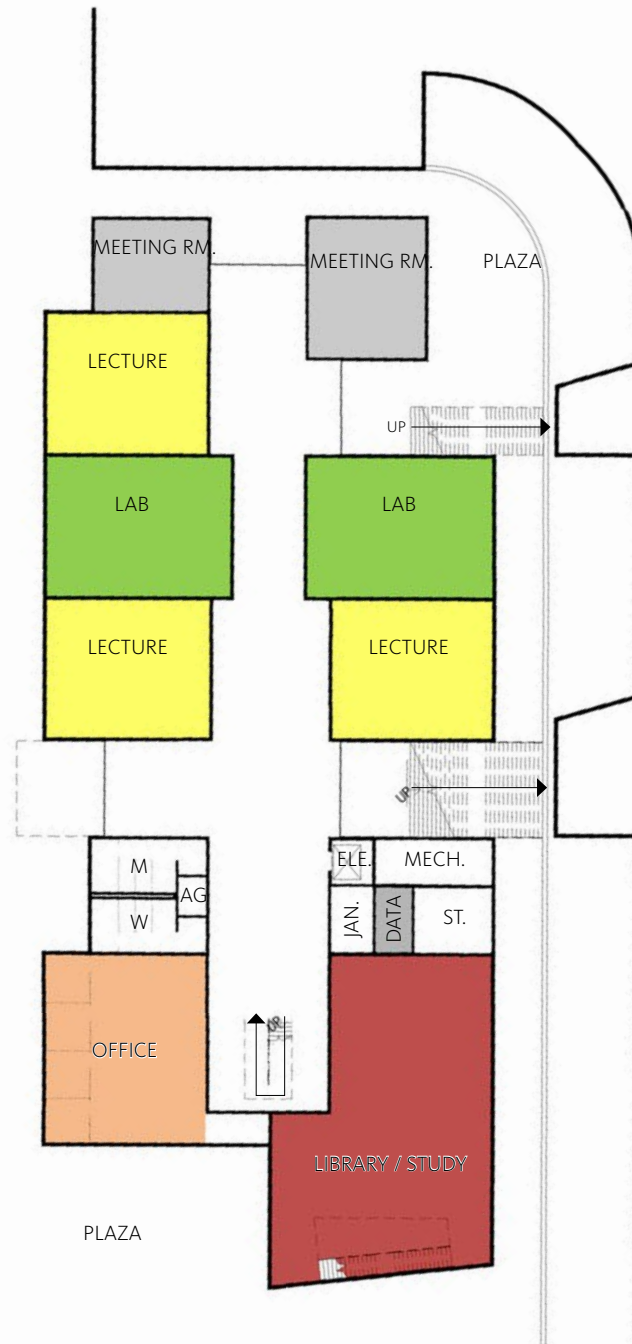 MEETING RM.
MEETING RM.
PLAZA
LECTURE
UP
LAB
LAB
LECTURE
LECTURE
UP
M
ELE.
MECH.
AG
W
JAN.
DATA
ST.
UP
OFFICE
LIBRARY / STUDY
PLAZA